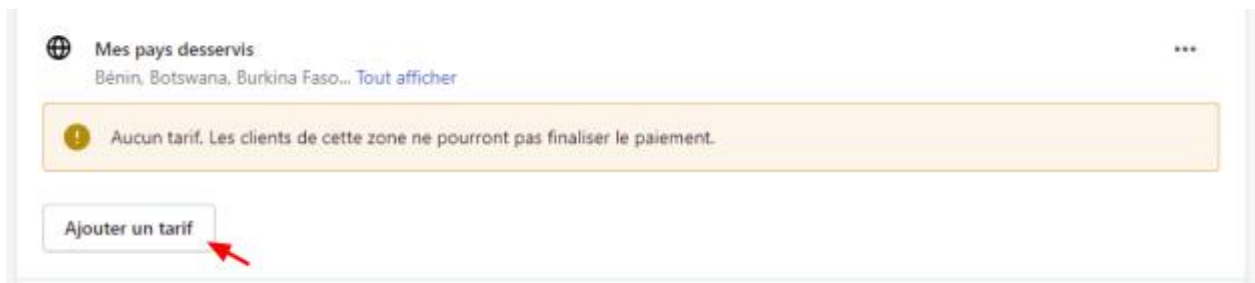 Mes pays desservis
Bénin, Botswana, Burkina Faso... Tout afficher
Aucun tarif. Les clients de cette zone ne pourront pas finaliser le paiement.
Ajouter un tarif